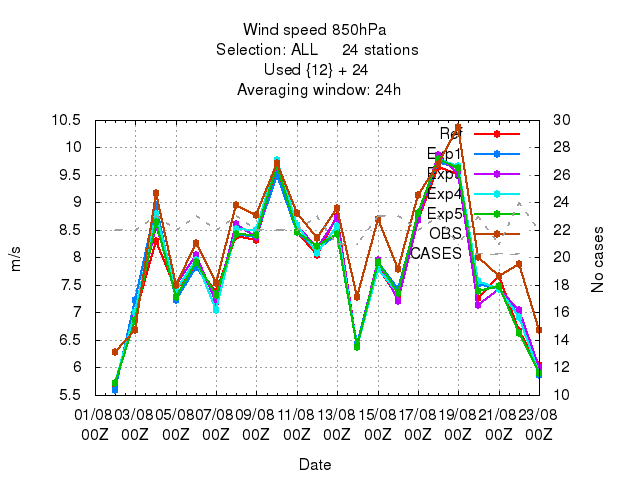 Wind speed 850hPa
Selection: ALL 24 stations
Used {12} + 24
Averaging window: 24h
m/s
10.5
10
9.5
9
8.5
8
7.5
7
6.5
6
5.5
30
28
26
24
22
20
18
16
14
12
10
No cases
Ref
Exp1
Exp4
Exp5
OBS
CASES
01/08 03/08 05/08 07/08 09/08 11/08 13/08 15/08 17/08 19/08 21/08 23/08
00Z 00Z 00Z 00Z 00Z 00Z 00Z 00Z 00Z 00Z 00Z 00Z
Date